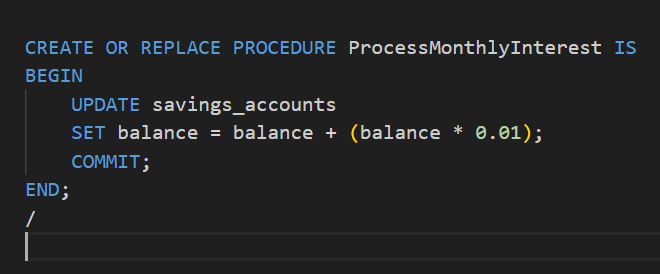 CREATE OR REPLACE PROCEDURE ProcessMonthlyInterest IS
BEGIN
    UPDATE savings_accounts
    SET balance = balance + (balance * 0.01);
    COMMIT;
END;
/